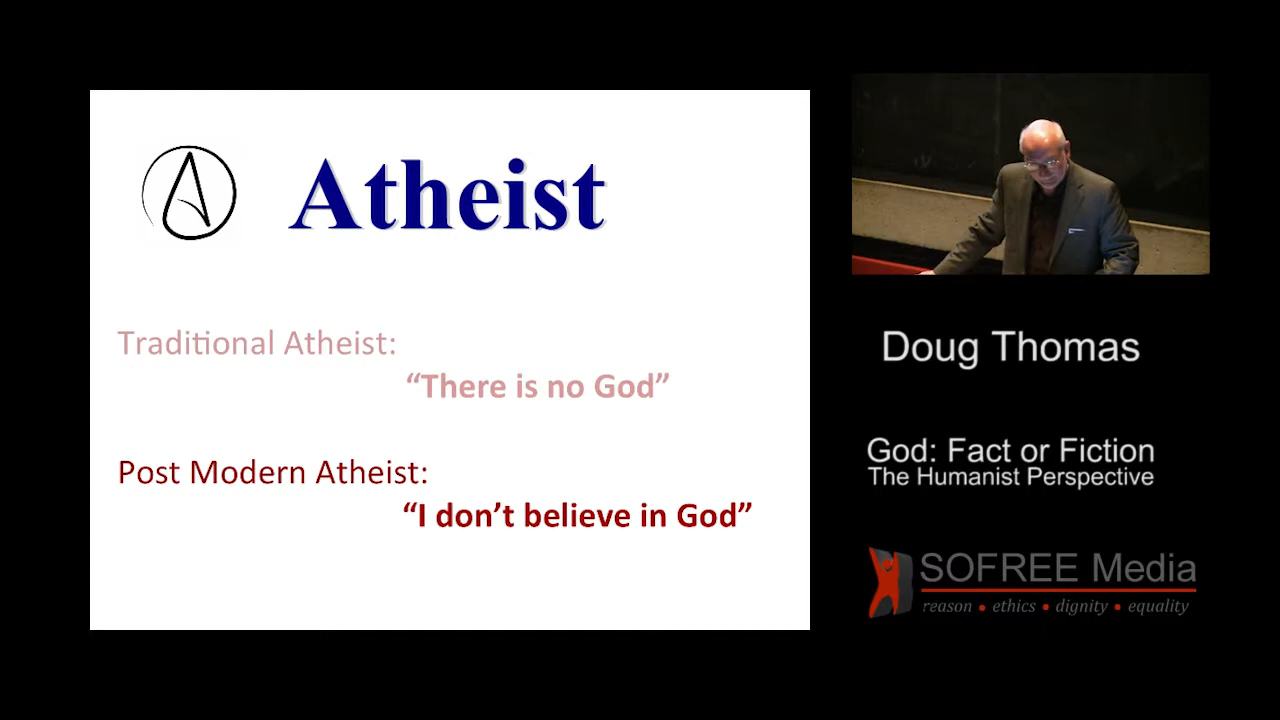 Atheist
Traditional Atheist:
“There is no God”
Post Modern Atheist:
“I don’t believe in God”
Doug Thomas
God: Fact or Fiction
The Humanist Perspective
SOFREE Media
reason • ethics • dignity • equality